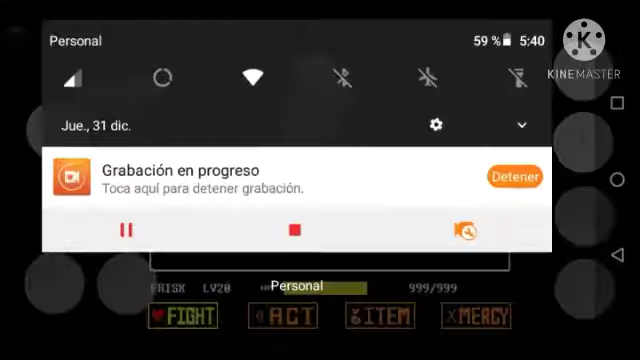 Personal 59 % 5:40
KINEMASTER
Jue., 31 dic.
Grabación en progreso
Toca aquí para detener grabación.
Detener
FRISK LV20 999/999
Personal
FIGHT ACT ITEM MERCY